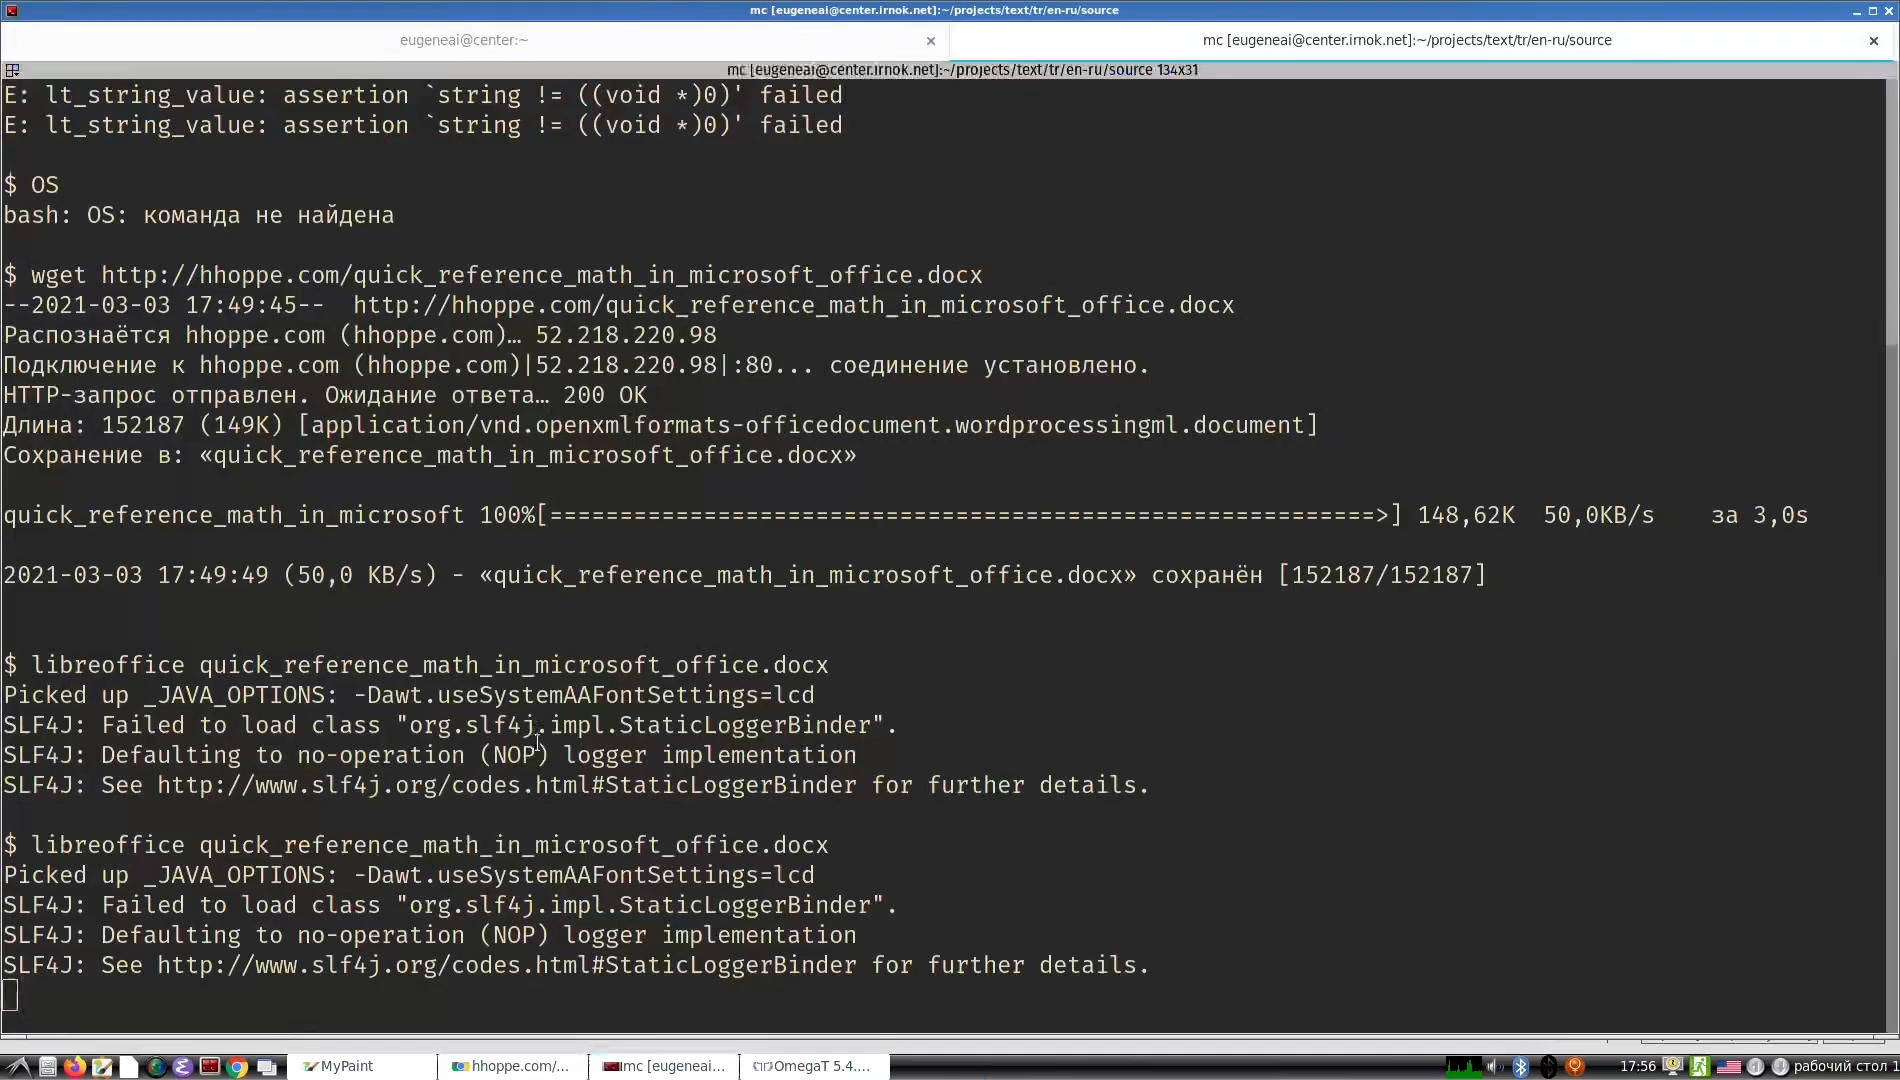 mc [eugeneai@center.irnok.net]:~/projects/text/tr/en-ru/source
eugeneai@center:~
mc [eugeneai@center.irnok.net]:~/projects/text/tr/en-ru/source
mc [eugeneai@center.irnok.net]:~/projects/text/tr/en-ru/source 134x31
E: lt_string_value: assertion `string != ((void *)0)' failed
E: lt_string_value: assertion `string != ((void *)0)' failed
$ OS
bash: OS: команда не найдена
$ wget http://hhoppe.com/quick_reference_math_in_microsoft_office.docx
--2021-03-03 17:49:45--  http://hhoppe.com/quick_reference_math_in_microsoft_office.docx
Распознаётся hhoppe.com (hhoppe.com)… 52.218.220.98
Подключение к hhoppe.com (hhoppe.com)|52.218.220.98|:80... соединение установлено.
HTTP-запрос отправлен. Ожидание ответа… 200 OK
Длина: 152187 (149K) [application/vnd.openxmlformats-officedocument.wordprocessingml.document]
Сохранение в: «quick_reference_math_in_microsoft_office.docx»
quick_reference_math_in_microsoft 100%[===========================================================>] 148,62K  50,0KB/s    за 3,0s
2021-03-03 17:49:49 (50,0 KB/s) - «quick_reference_math_in_microsoft_office.docx» сохранён [152187/152187]
$ libreoffice quick_reference_math_in_microsoft_office.docx
Picked up _JAVA_OPTIONS: -Dawt.useSystemAAFontSettings=lcd
SLF4J: Failed to load class "org.slf4j.impl.StaticLoggerBinder".
SLF4J: Defaulting to no-operation (NOP) logger implementation
SLF4J: See http://www.slf4j.org/codes.html#StaticLoggerBinder for further details.
$ libreoffice quick_reference_math_in_microsoft_office.docx
Picked up _JAVA_OPTIONS: -Dawt.useSystemAAFontSettings=lcd
SLF4J: Failed to load class "org.slf4j.impl.StaticLoggerBinder".
SLF4J: Defaulting to no-operation (NOP) logger implementation
SLF4J: See http://www.slf4j.org/codes.html#StaticLoggerBinder for further details.
MyPaint hhoppe.com/... mc [eugeneai... OmegaT 5.4.... 17:56 рабочий стол 1